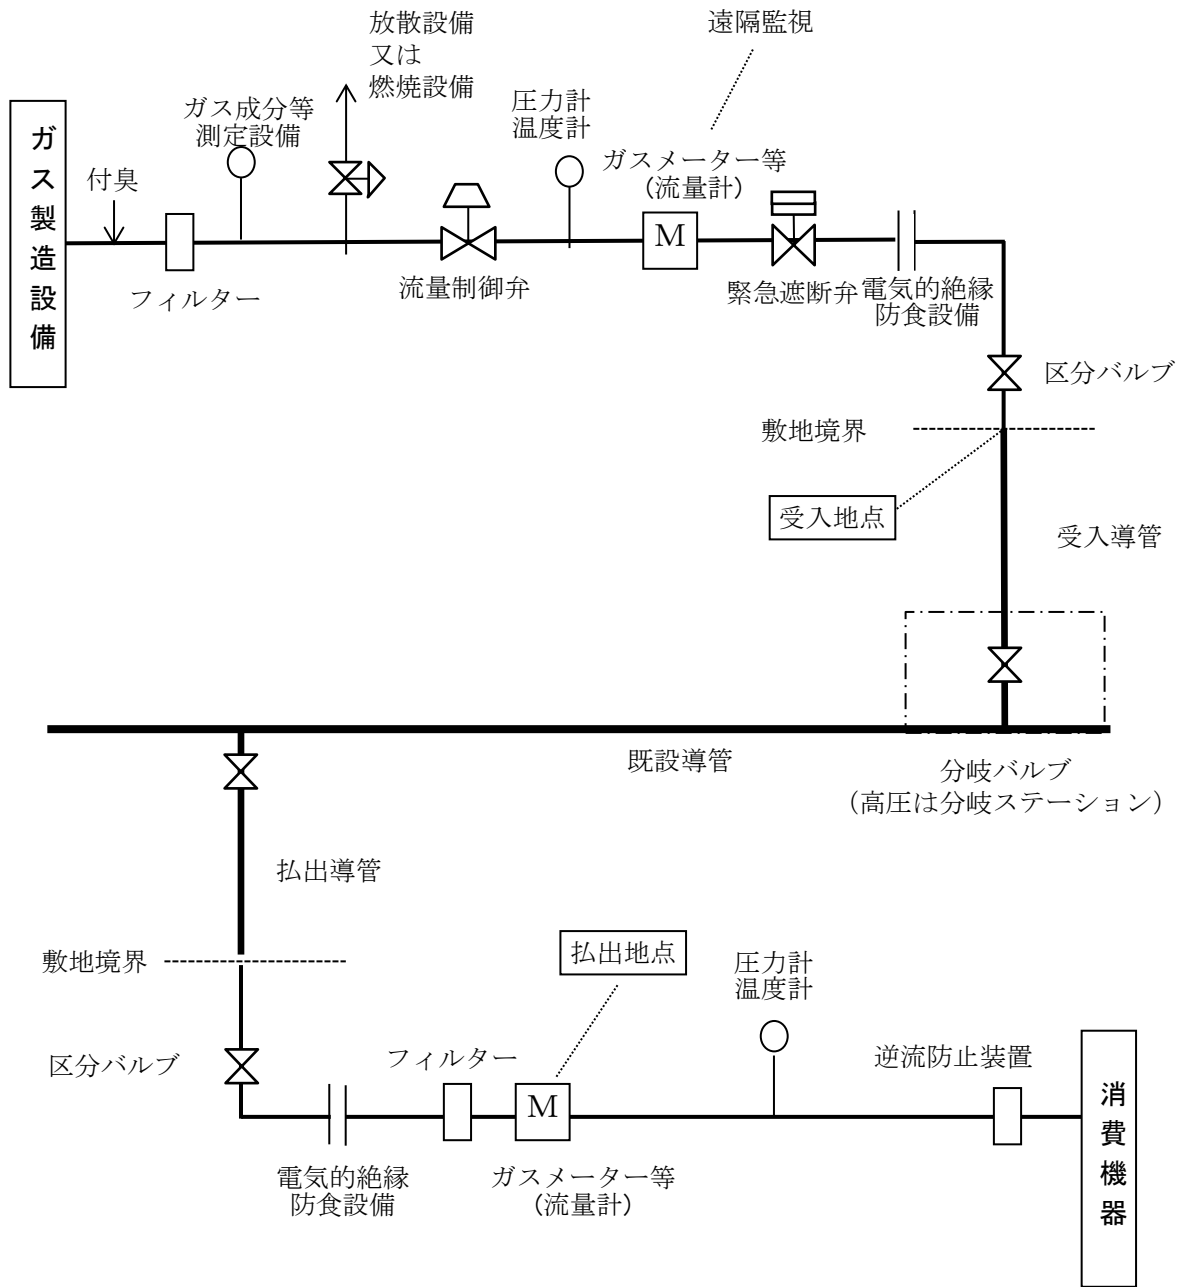 放散設備
又は
燃焼設備
遠隔監視
ガス製造設備
ガス成分等
測定設備
圧力計
温度計
付臭
ガスメーター等
(流量計)
M
フィルター
流量制御弁
緊急遮断弁
電気的絶縁
防食設備
区分バルブ
敷地境界
受入地点
受入導管
既設導管
分岐バルブ
（高圧は分岐ステーション）
払出導管
敷地境界
払出地点
圧力計
温度計
区分バルブ
フィルター
逆流防止装置
M
消費機器
電気的絶縁
防食設備
ガスメーター等
(流量計)